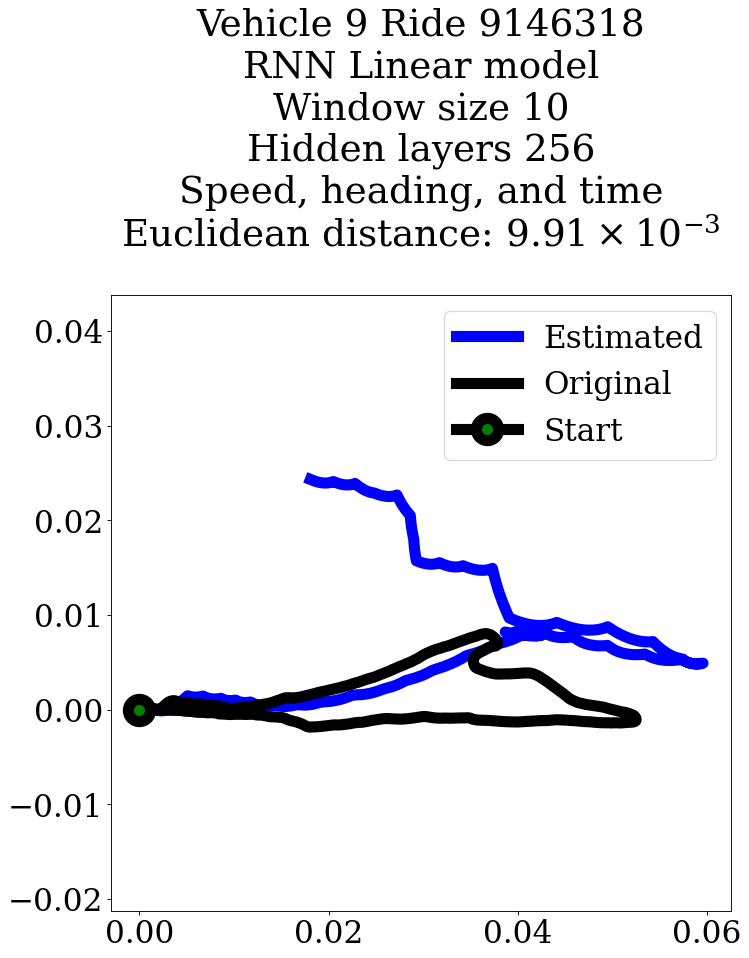 Vehicle 9 Ride 9146318
RNN Linear model
Window size 10
Hidden layers 256
Speed, heading, and time
Euclidean distance: 9.91 × 10⁻³
Estimated
Original
Start
0.04
0.03
0.02
0.01
0.00
−0.01
−0.02
0.00 0.02 0.04 0.06